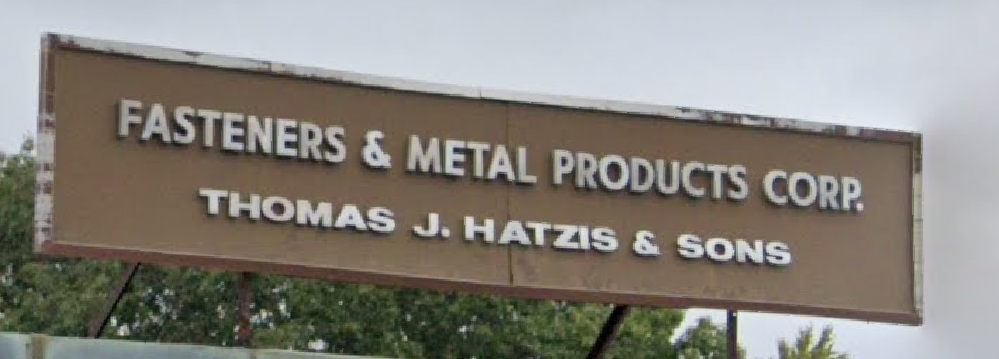 FASTENERS & METAL PRODUCTS CORP.
THOMAS J. HATZIS & SONS